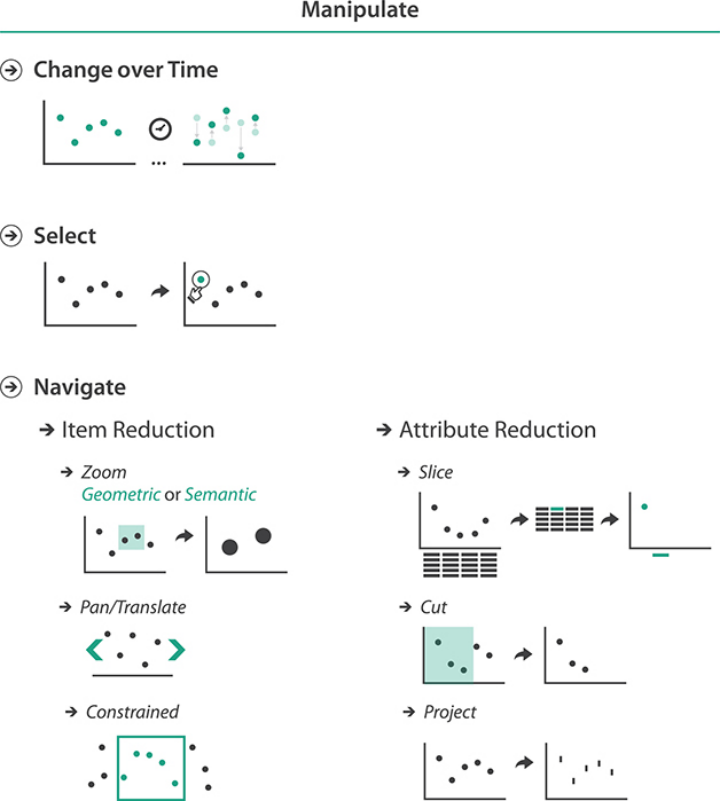 Manipulate
Change over Time
...
Select
Navigate
Item Reduction
Zoom
Geometric or Semantic
Pan/Translate
Constrained
Attribute Reduction
Slice
Cut
Project